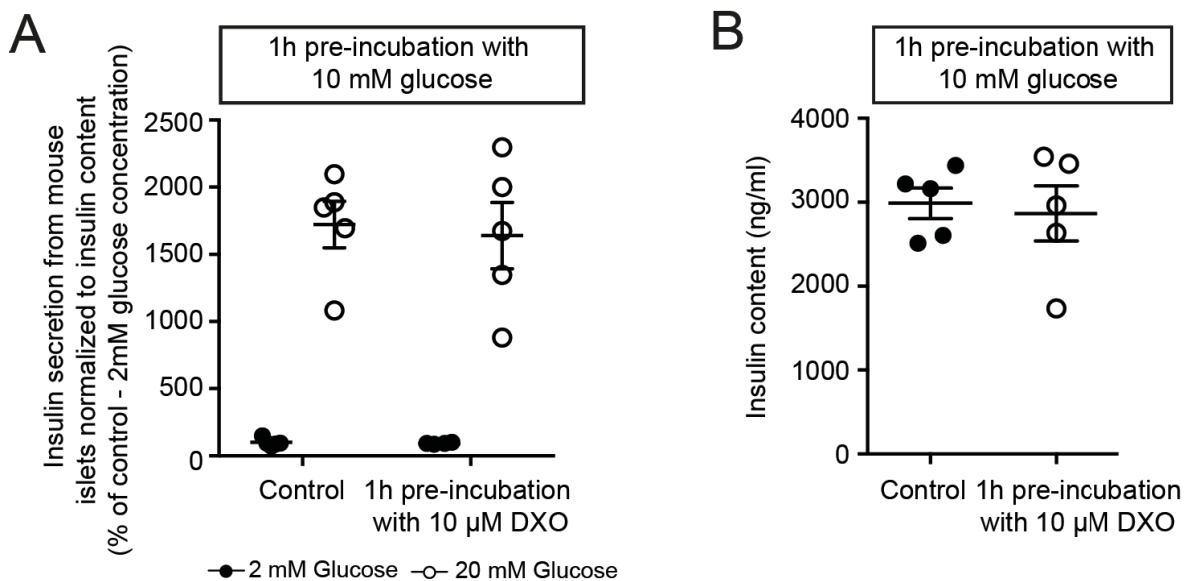 A
1h pre-incubation with
10 mM glucose
Insulin secretion from mouse
islets normalized to insulin content
(% of control - 2mM glucose concentration)
2500
2000
1500
1000
500
0
Control
1h pre-incubation
with 10 µM DXO
2 mM Glucose
20 mM Glucose
B
1h pre-incubation with
10 mM glucose
Insulin content (ng/ml)
4000
3000
2000
1000
0
Control
1h pre-incubation
with 10 µM DXO